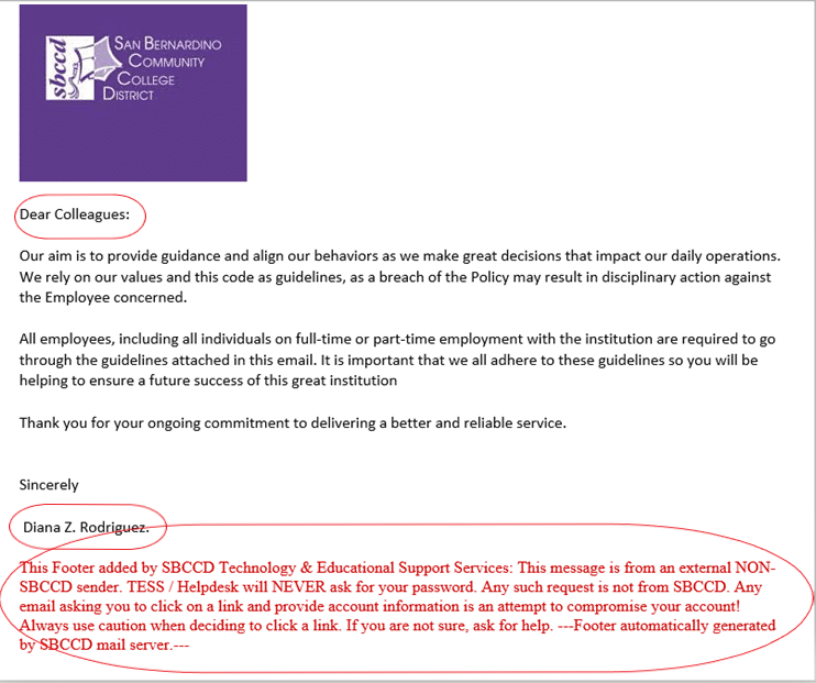 sbccd
SAN BERNARDINO
COMMUNITY
COLLEGE
DISTRICT
Dear Colleagues:
Our aim is to provide guidance and align our behaviors as we make great decisions that impact our daily operations.
We rely on our values and this code as guidelines, as a breach of the Policy may result in disciplinary action against
the Employee concerned.
All employees, including all individuals on full-time or part-time employment with the institution are required to go
through the guidelines attached in this email. It is important that we all adhere to these guidelines so you will be
helping to ensure a future success of this great institution
Thank you for your ongoing commitment to delivering a better and reliable service.
Sincerely
Diana Z. Rodriguez.
This Footer added by SBCCD Technology & Educational Support Services: This message is from an external NON-
SBCCD sender. TESS / Helpdesk will NEVER ask for your password. Any such request is not from SBCCD. Any
email asking you to click on a link and provide account information is an attempt to compromise your account!
Always use caution when deciding to click a link. If you are not sure, ask for help. ---Footer automatically generated
by SBCCD mail server.---